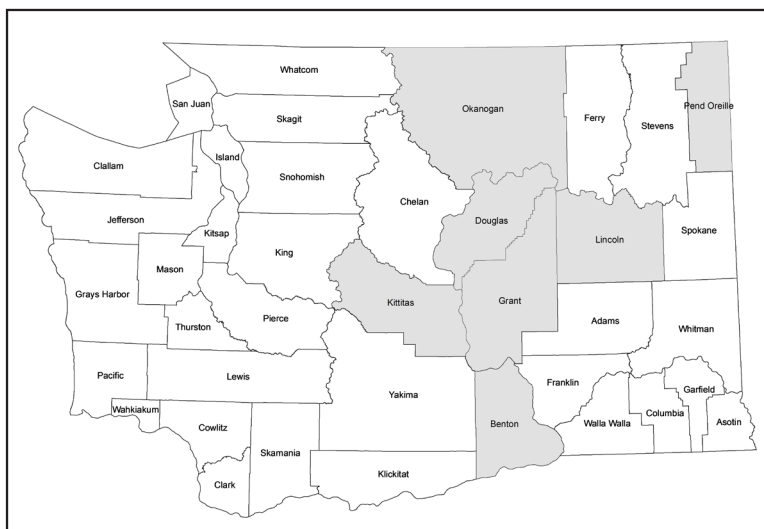 Whatcom
Okanogan
Pend Oreille
San Juan
Skagit
Ferry
Stevens
Island
Clallam
Snohomish
Chelan
Jefferson
Douglas
Kitsap
Lincoln
Spokane
King
Mason
Grays Harbor
Kittitas
Grant
Pierce
Adams
Thurston
Whitman
Pacific
Lewis
Franklin
Yakima
Garfield
Wahkiakum
Columbia
Walla Walla
Asotin
Cowlitz
Benton
Skamania
Klickitat
Clark